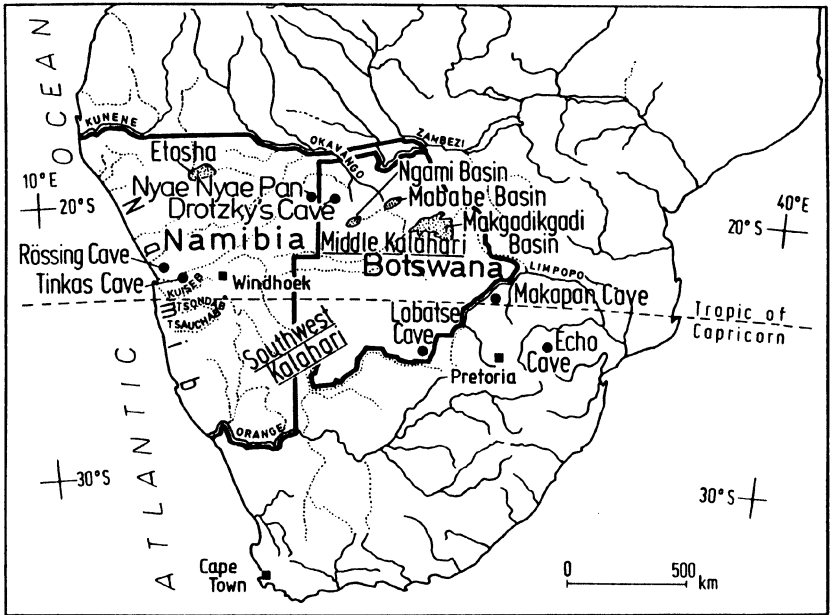 OCEAN
KUNENE
ZAMBEZI
OKAVANGO
Etosha
Ngami Basin
10°E
20°S
Nyae Nyae Pan
Mababe Basin
40°E
20°S
Drotzky's Cave
Makgadikgadi
Basin
Namib
Namibia
Middle Kalahari
Rössing Cave
Botswana
LIMPOPO
Tinkas Cave
KUISEB
Windhoek
Makapan Cave
TSONDAB
TSAUCHAB
Lobatse
Cave
Tropic of
Capricorn
Southwest
Kalahari
Echo
Cave
Pretoria
ATLANTIC
ORANGE
30°S
30°S
Cape
Town
0 500
km